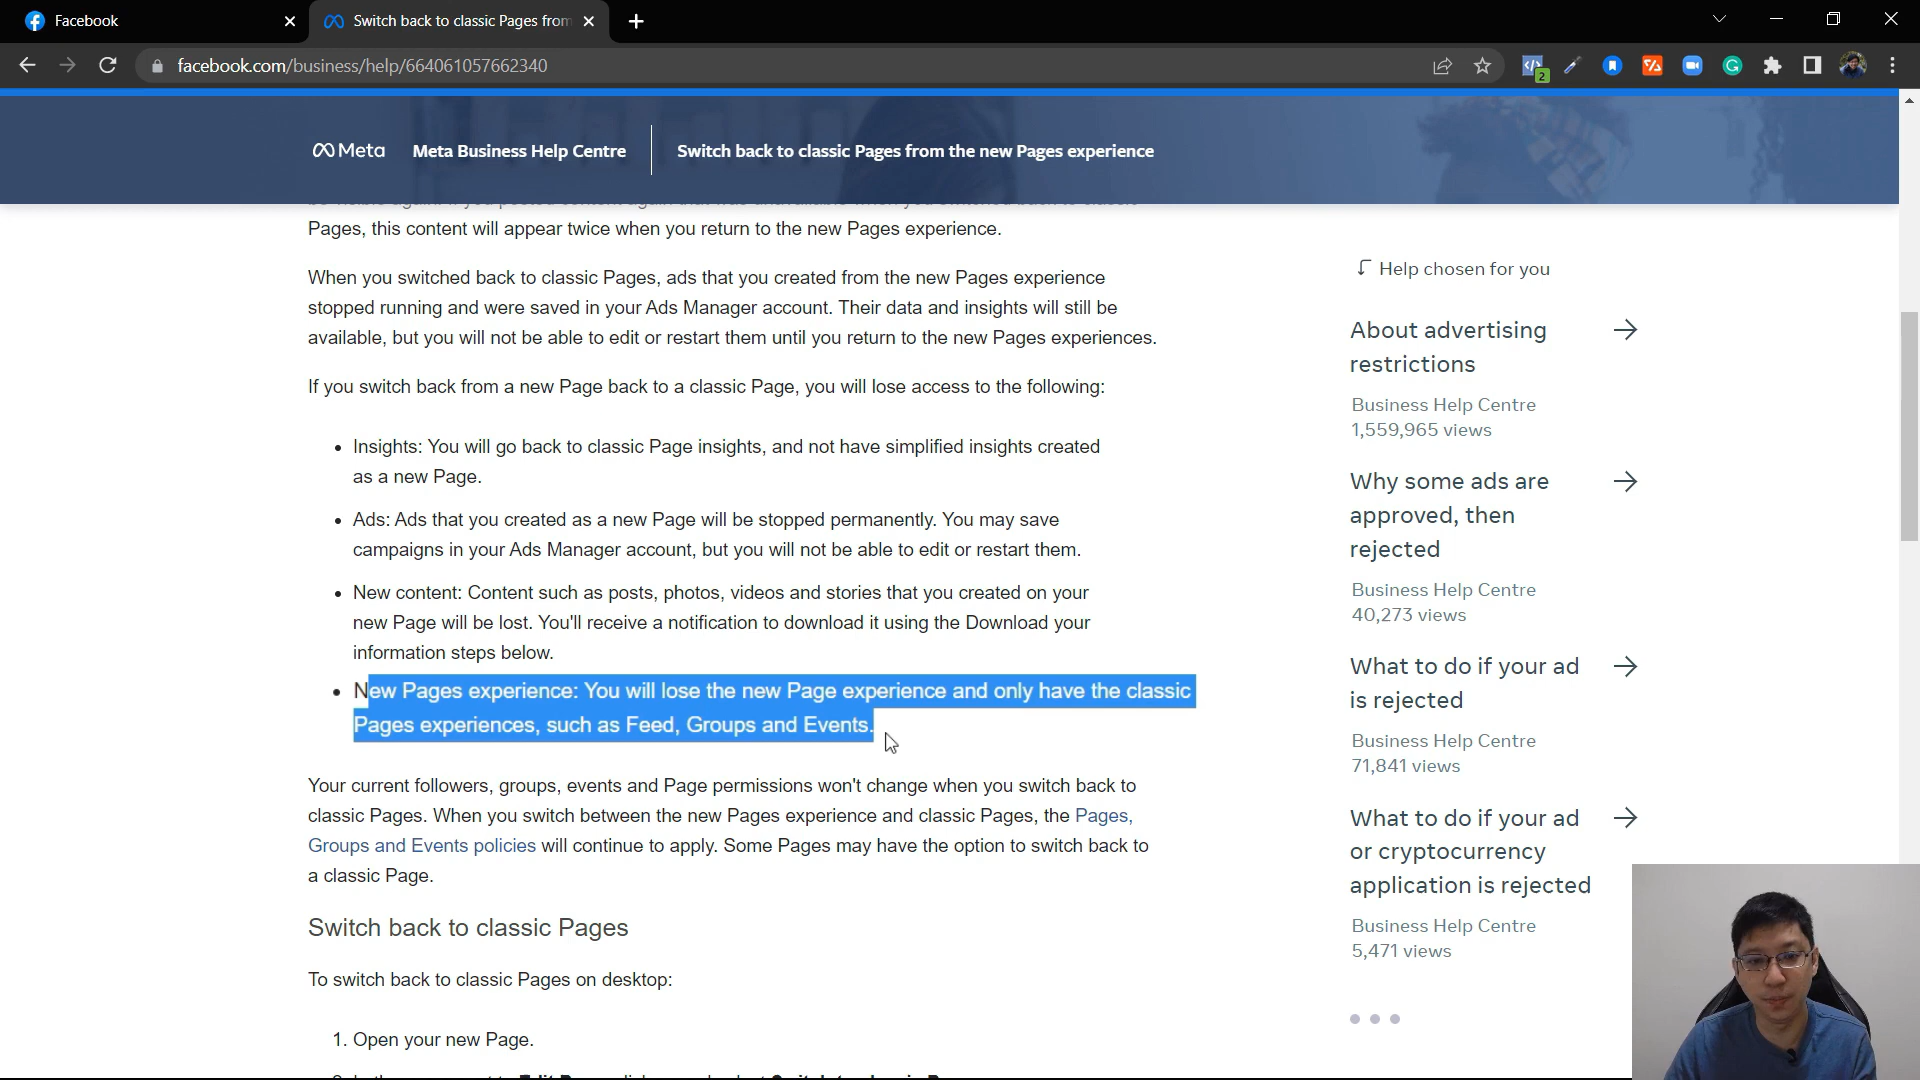 Facebook
Switch back to classic Pages from
facebook.com/business/help/664061057662340
2
Meta
Meta Business Help Centre
Switch back to classic Pages from the new Pages experience
Pages, this content will appear twice when you return to the new Pages experience.
When you switched back to classic Pages, ads that you created from the new Pages experience
stopped running and were saved in your Ads Manager account. Their data and insights will still be
available, but you will not be able to edit or restart them until you return to the new Pages experiences.
If you switch back from a new Page back to a classic Page, you will lose access to the following:
• Insights: You will go back to classic Page insights, and not have simplified insights created
as a new Page.
• Ads: Ads that you created as a new Page will be stopped permanently. You may save
campaigns in your Ads Manager account, but you will not be able to edit or restart them.
• New content: Content such as posts, photos, videos and stories that you created on your
new Page will be lost. You'll receive a notification to download it using the Download your
information steps below.
• New Pages experience: You will lose the new Page experience and only have the classic
Pages experiences, such as Feed, Groups and Events.
Your current followers, groups, events and Page permissions won't change when you switch back to
classic Pages. When you switch between the new Pages experience and classic Pages, the Pages,
Groups and Events policies will continue to apply. Some Pages may have the option to switch back to
a classic Page.
Switch back to classic Pages
To switch back to classic Pages on desktop:
1. Open your new Page.
Help chosen for you
About advertising
restrictions
Business Help Centre
1,559,965 views
Why some ads are
approved, then
rejected
Business Help Centre
40,273 views
What to do if your ad
is rejected
Business Help Centre
71,841 views
What to do if your ad
or cryptocurrency
application is rejected
Business Help Centre
5,471 views